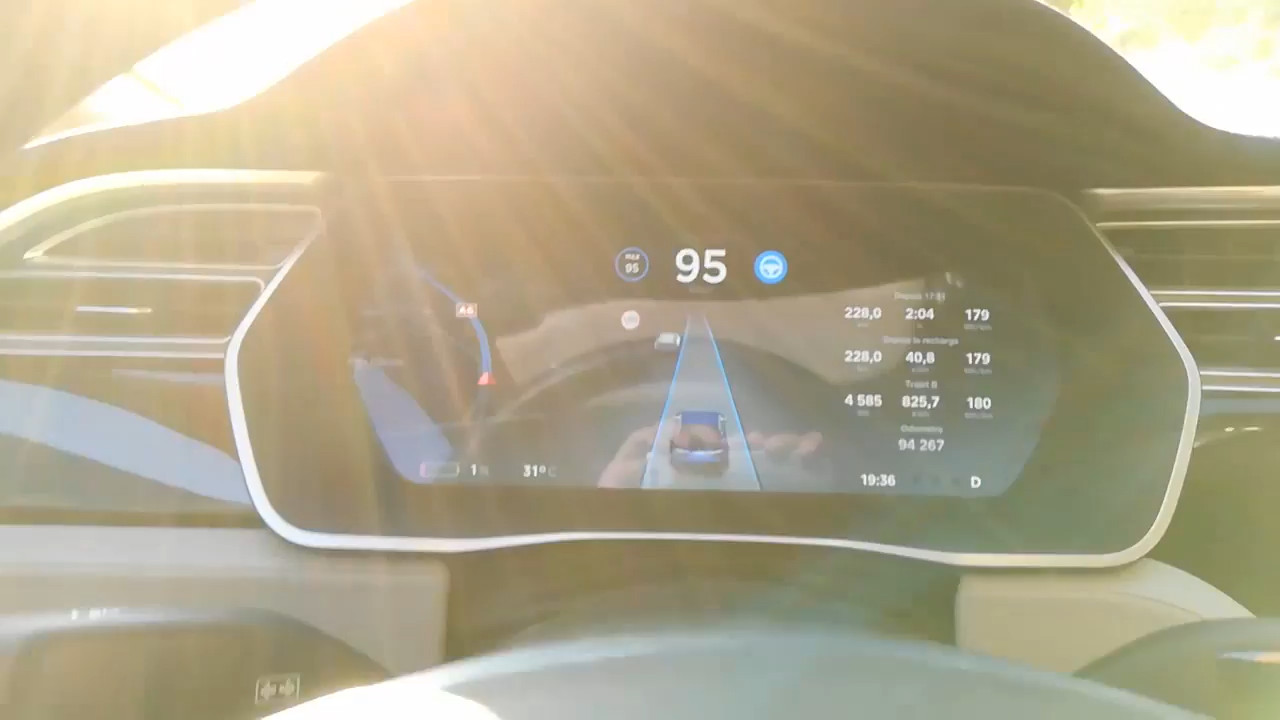 MAX
95
95
A6
Depuis 17:31
228,0 2:04 179
Depuis la recharge
228,0 40,8 179
Trajet B
4 585 825,7 180
Odomètre
94 267
1 %
31°C
19:36
D